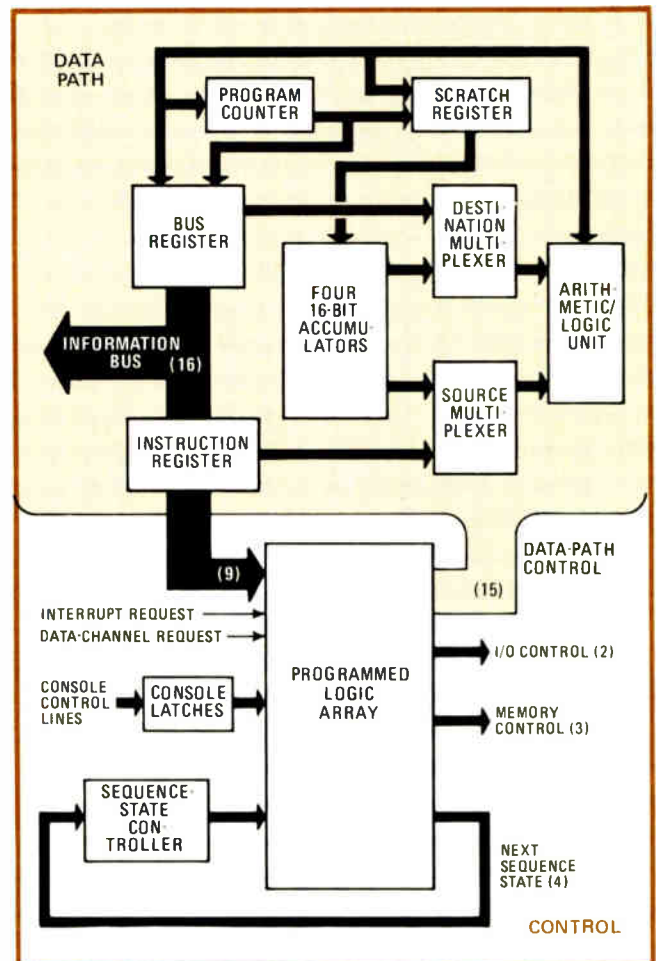 DATA
PATH
PROGRAM
COUNTER
SCRATCH
REGISTER
BUS
REGISTER
DESTI-
NATION
MULTI-
PLEXER
FOUR
16-BIT
ACCUMU-
LATORS
ARITH-
METIC/
LOGIC
UNIT
INFORMATION
BUS (16)
SOURCE
MULTI-
PLEXER
INSTRUCTION
REGISTER
DATA-PATH
CONTROL
(9)
(15)
INTERRUPT REQUEST
DATA-CHANNEL REQUEST
I/O CONTROL (2)
PROGRAMMED
LOGIC
ARRAY
CONSOLE
CONTROL
LINES
CONSOLE
LATCHES
MEMORY
CONTROL (3)
SEQUENCE-
STATE
CON-
TROLLER
NEXT
SEQUENCE
STATE (4)
CONTROL